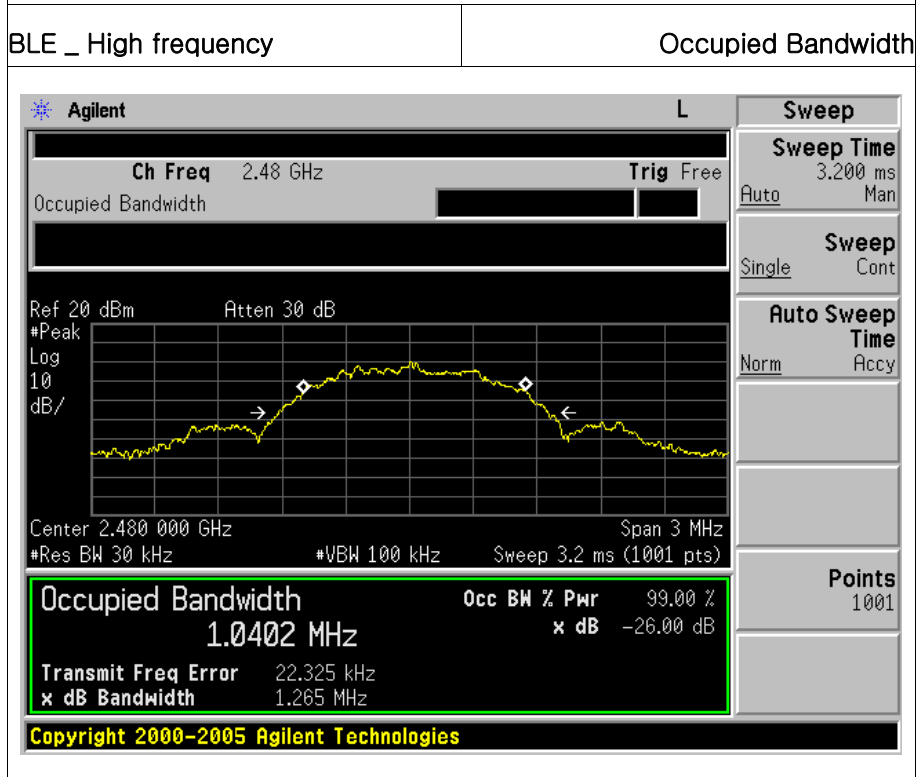 BLE _ High frequency
Occupied Bandwidth
Agilent
L
Sweep
Ch Freq 2.48 GHz
Trig Free
Occupied Bandwidth
Sweep Time
3.200 ms
Auto Man
Sweep
Single Cont
Auto Sweep
Time
Norm Accy
Points
1001
Ref 20 dBm
Atten 30 dB
#Peak
Log
10
dB/
Center 2.480 000 GHz
Span 3 MHz
#Res BW 30 kHz
#VBW 100 kHz
Sweep 3.2 ms (1001 pts)
Occupied Bandwidth
1.0402 MHz
Occ BW % Pwr 99.00 %
x dB -26.00 dB
Transmit Freq Error 22.325 kHz
x dB Bandwidth 1.265 MHz
Copyright 2000-2005 Agilent Technologies